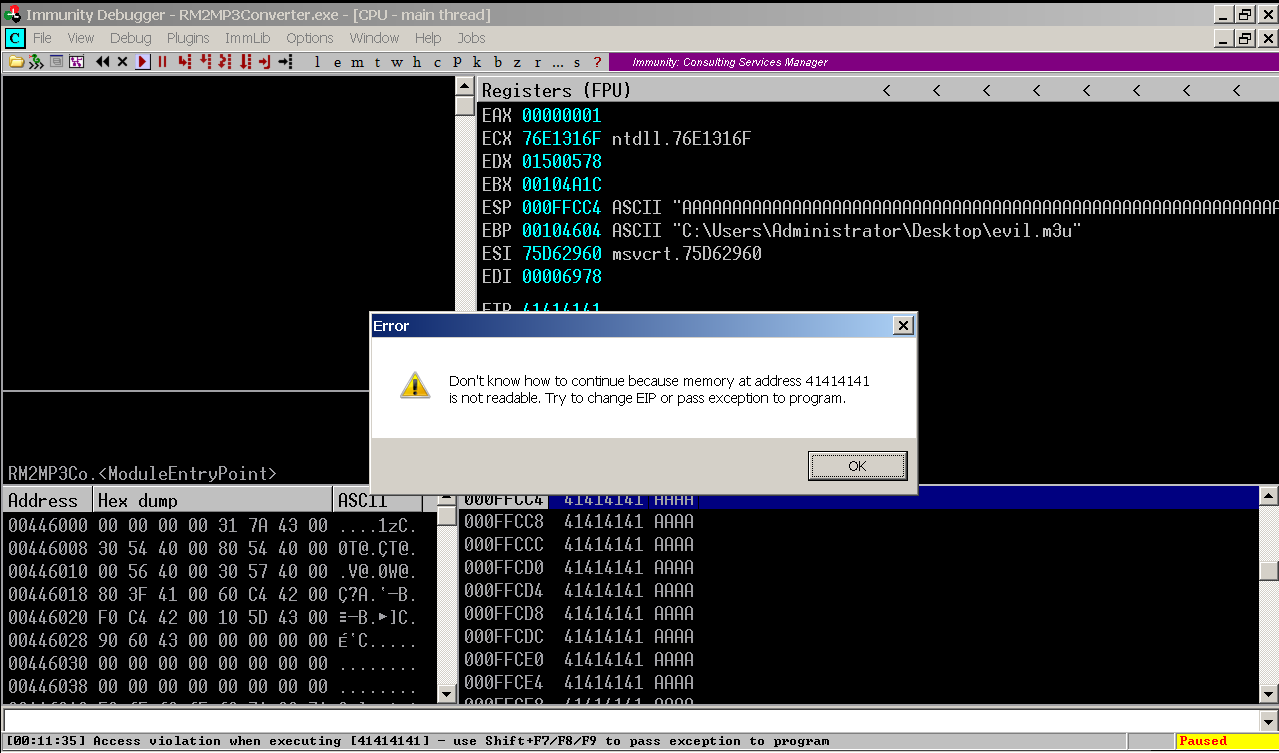 Immunity Debugger - RM2MP3Converter.exe - [CPU - main thread]
C File View Debug Plugins ImmLib Options Window Help Jobs
l e m t w h c P k b z r ... s ? Immunity: Consulting Services Manager
Registers (FPU) < < < < < < < <
EAX 00000001
ECX 76E1316F ntdll.76E1316F
EDX 01500578
EBX 00104A1C
ESP 000FFCC4 ASCII "AAAAAAAAAAAAAAAAAAAAAAAAAAAAAAAAAAAAAAAAAAAAAAAAAAAAAAAAAAAA
EBP 00104604 ASCII "C:\Users\Administrator\Desktop\evil.m3u"
ESI 75D62960 msvcrt.75D62960
EDI 00006978
EIP 41414141
Error
Don't know how to continue because memory at address 41414141
is not readable. Try to change EIP or pass exception to program.
OK
RM2MP3Co.<ModuleEntryPoint>
Address Hex dump ASCII
00446000 00 00 00 00 31 7A 43 00 ....1zC.
00446008 30 54 40 00 80 54 40 00 0T@.ÇT@.
00446010 00 56 40 00 30 57 40 00 .V@.0W@.
00446018 80 3F 41 00 60 C4 42 00 Ç?A.`─B.
00446020 F0 C4 42 00 10 5D 43 00 ≡─B.►]C.
00446028 90 60 43 00 00 00 00 00 É`C.....
00446030 00 00 00 00 00 00 00 00 ........
00446038 00 00 00 00 00 00 00 00 ........
000FFCC4 41414141 AAAA
000FFCC8 41414141 AAAA
000FFCCC 41414141 AAAA
000FFCD0 41414141 AAAA
000FFCD4 41414141 AAAA
000FFCD8 41414141 AAAA
000FFCDC 41414141 AAAA
000FFCE0 41414141 AAAA
000FFCE4 41414141 AAAA
000FFCE8 41414141 AAAA
[00:11:35] Access violation when executing [41414141] - use Shift+F7/F8/F9 to pass exception to program
Paused